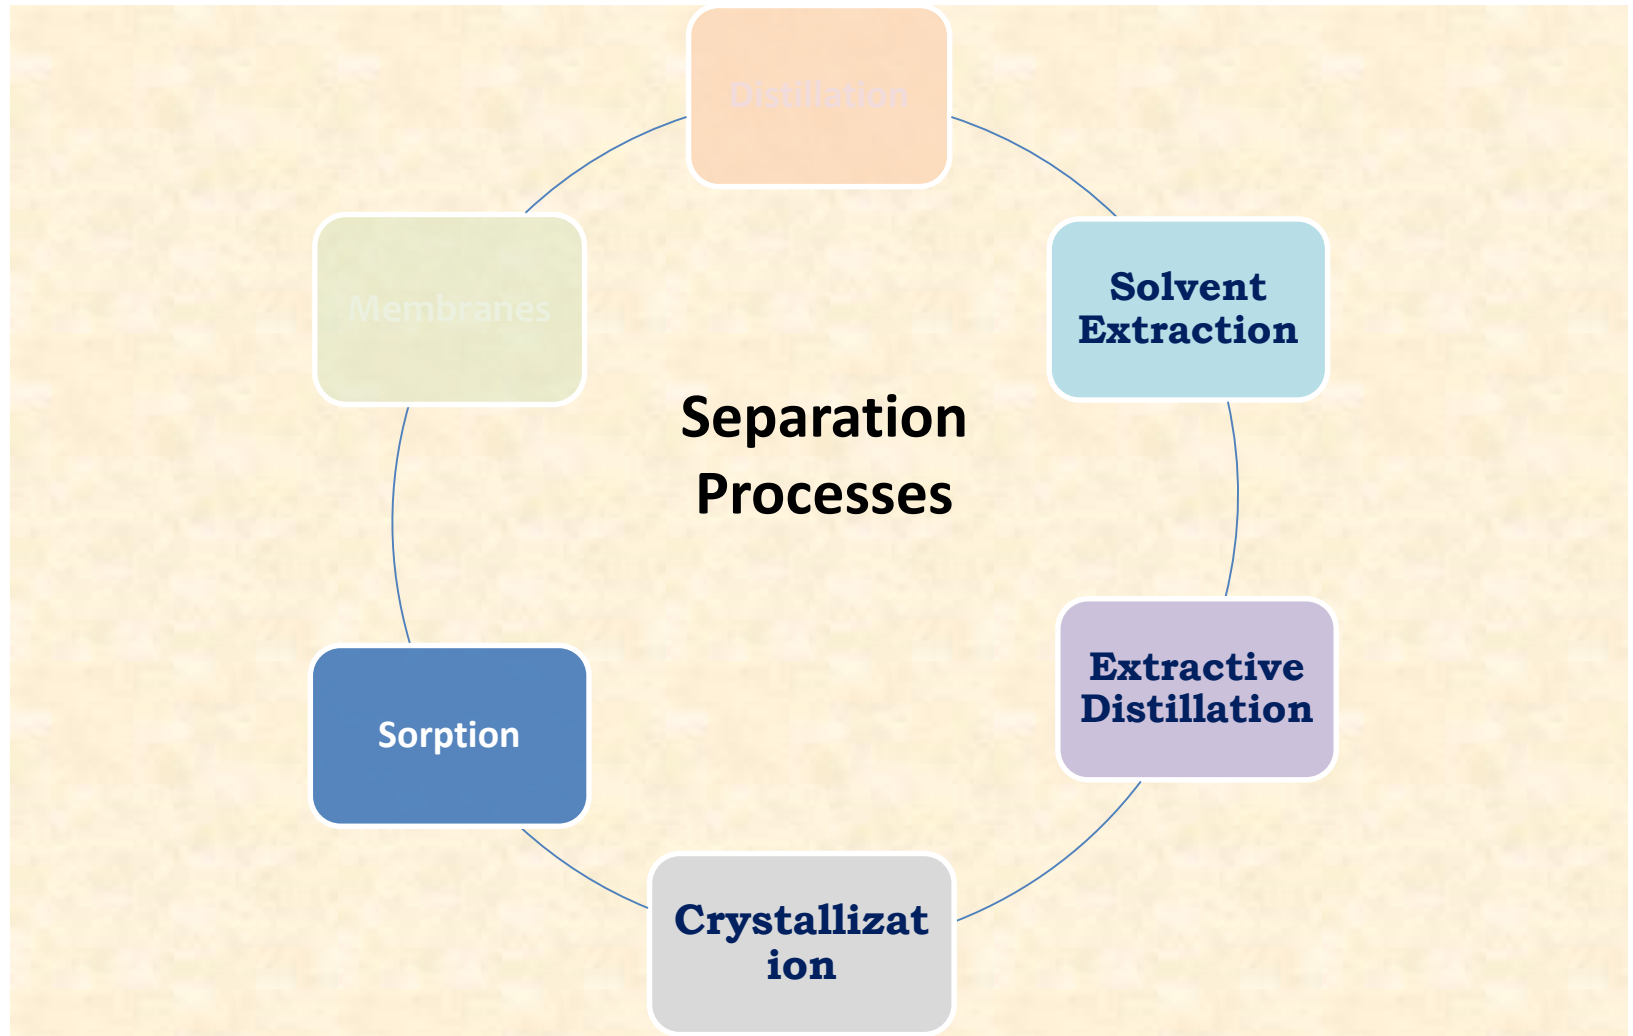 Distillation
Solvent
Extraction
Membranes
Separation
Processes
Extractive
Distillation
Sorption
Crystallizat
ion